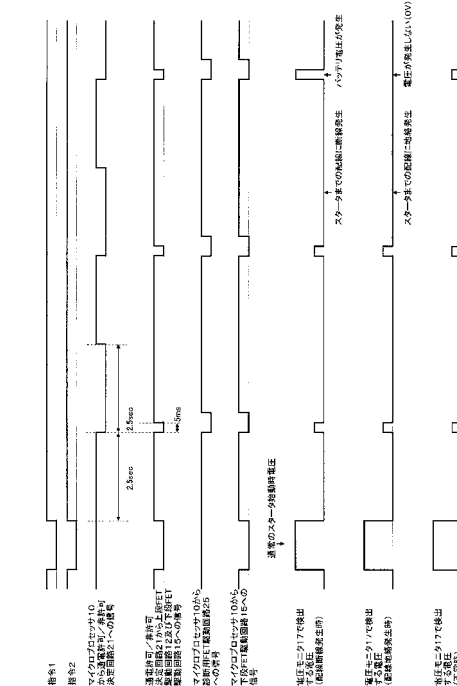 指令1
指令2
マイクロプロセッサ10
から通電許可／非許可
決定回路21への信号
2.5sec
2.5sec
通電許可／非許可
決定回路21から上段FET
駆動回路12及び下段FET
駆動回路15への信号
5ms
マイクロプロセッサ10から
診断用FET駆動回路25
への信号
マイクロプロセッサ10から
下段FET駆動回路15への
信号
通常のスタータ始動時電圧
電圧モニタ17で検出
する電圧
(配線断線発生時)
スタータまでの配線に断線発生
バッテリ電圧が発生
電圧モニタ17で検出
する電圧
(配線地絡発生時)
スタータまでの配線に地絡発生
電圧が発生しない(0V)
電圧モニタ17で検出
する電圧